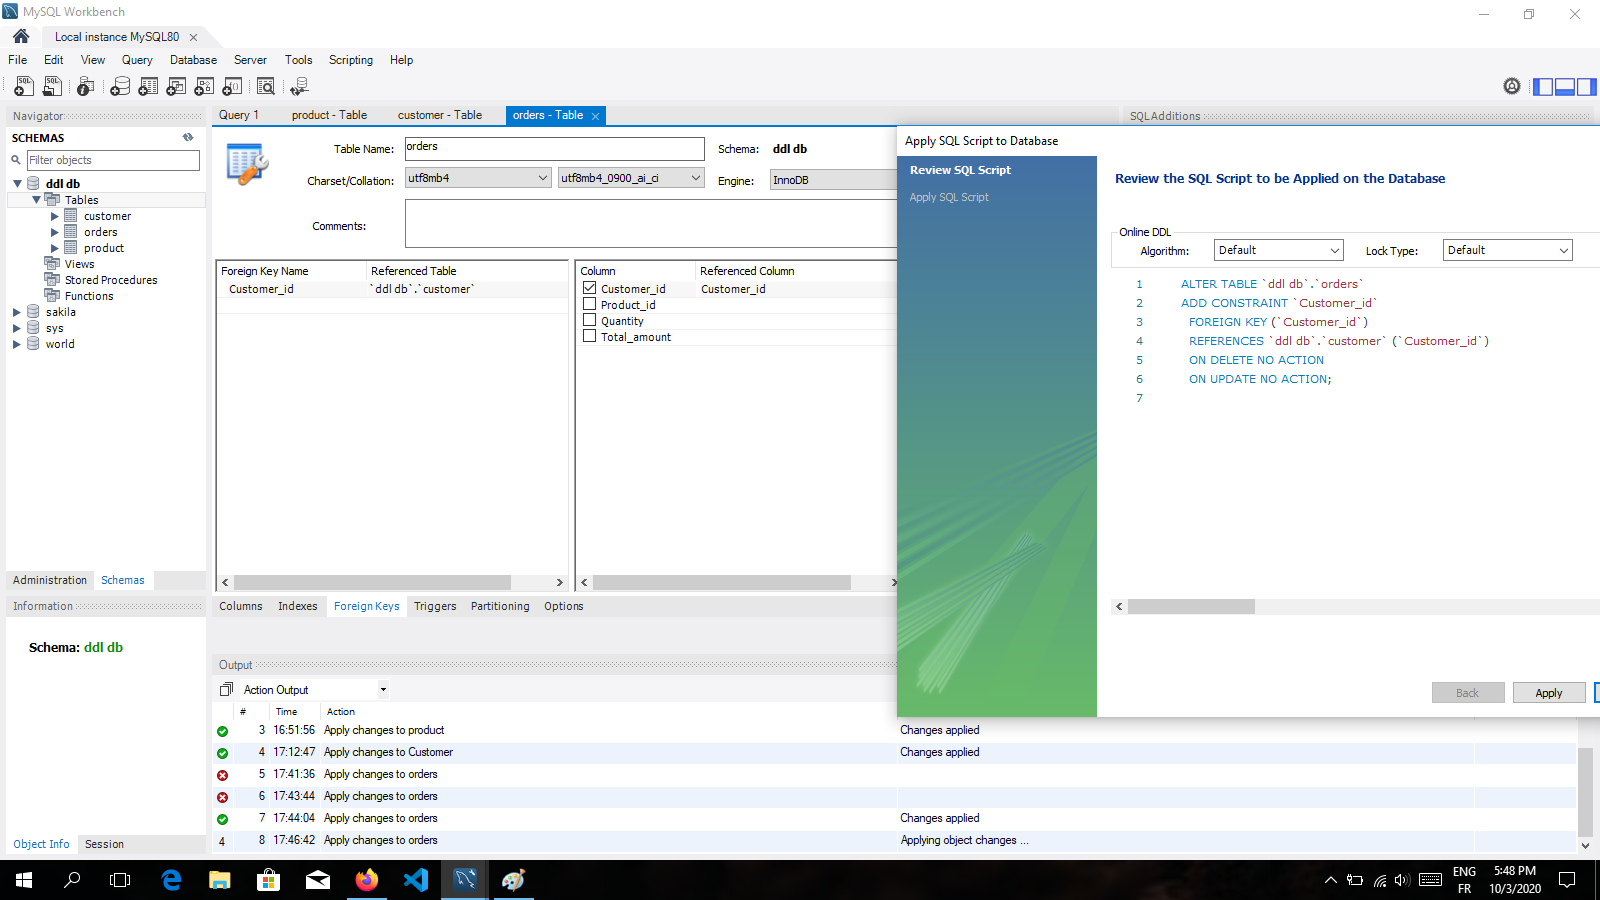 MySQL Workbench
Local instance MySQL80
File Edit View Query Database Server Tools Scripting Help
Navigator
SCHEMAS
Filter objects
ddl db
Tables
customer
orders
product
Views
Stored Procedures
Functions
sakila
sys
world
Administration Schemas
Information
Schema: ddl db
Object Info Session
Query 1 product - Table customer - Table orders - Table
SQLAdditions
Table Name: orders Schema: ddl db
Charset/Collation: utf8mb4 utf8mb4_0900_ai_ci Engine: InnoDB
Comments:
Foreign Key Name Referenced Table
Customer_id `ddl db`.`customer`
Column Referenced Column
Customer_id Customer_id
Product_id
Quantity
Total_amount
Columns Indexes Foreign Keys Triggers Partitioning Options
Output
Action Output
# Time Action
3 16:51:56 Apply changes to product Changes applied
4 17:12:47 Apply changes to Customer Changes applied
5 17:41:36 Apply changes to orders
6 17:43:44 Apply changes to orders
7 17:44:04 Apply changes to orders Changes applied
4 8 17:46:42 Apply changes to orders Applying object changes ...
Apply SQL Script to Database
Review SQL Script
Apply SQL Script
Review the SQL Script to be Applied on the Database
Online DDL
Algorithm: Default Lock Type: Default
1 ALTER TABLE `ddl db`.`orders`
2 ADD CONSTRAINT `Customer_id`
3 FOREIGN KEY (`Customer_id`)
4 REFERENCES `ddl db`.`customer` (`Customer_id`)
5 ON DELETE NO ACTION
6 ON UPDATE NO ACTION;
7
Back Apply
ENG
FR
5:48 PM
10/3/2020